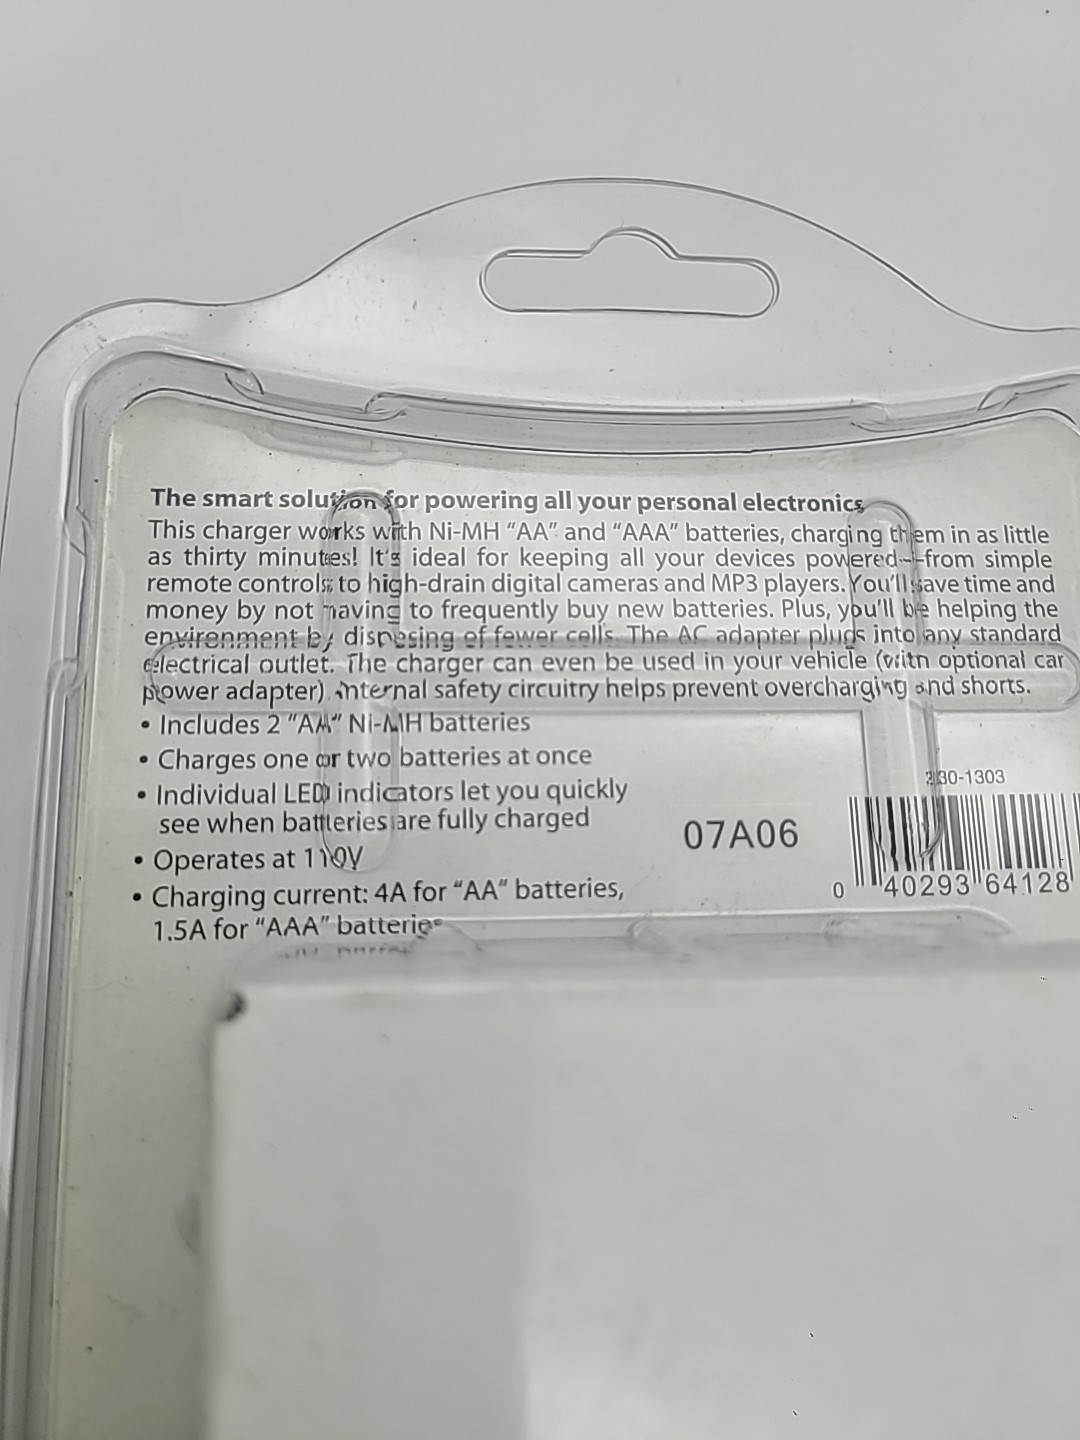 The smart solution for powering all your personal electronics
This charger works with Ni-MH “AA” and “AAA” batteries, charging them in as little
as thirty minutes! It's ideal for keeping all your devices powered--from simple
remote controls to high-drain digital cameras and MP3 players. You'll save time and
money by not having to frequently buy new batteries. Plus, you'll be helping the
environment by disposing of fewer cells. The AC adapter plugs into any standard
electrical outlet. The charger can even be used in your vehicle (with optional car
power adapter). Internal safety circuitry helps prevent overcharging and shorts.
• Includes 2 “AA” Ni-MH batteries
• Charges one or two batteries at once
• Individual LED indicators let you quickly
see when batteries are fully charged
• Operates at 110V
• Charging current: 4A for “AA” batteries,
1.5A for “AAA” batteries
07A06
230-1303
0 40293 64128